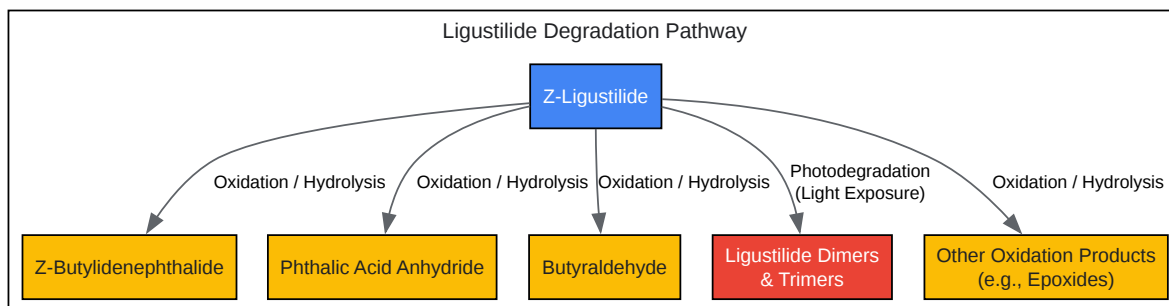 Ligustilide Degradation Pathway
Z-Ligustilide
Oxidation / Hydrolysis
Oxidation / Hydrolysis
Oxidation / Hydrolysis
Photodegradation
(Light Exposure)
Oxidation / Hydrolysis
Z-Butylidenephthalide
Phthalic Acid Anhydride
Butyraldehyde
Ligustilide Dimers
& Trimers
Other Oxidation Products
(e.g., Epoxides)